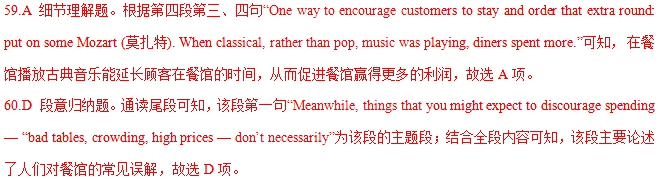 59.A 细节理解题。根据第四段第三、四句“One way to encourage customers to stay and order that extra round:
put on some Mozart (莫扎特). When classical, rather than pop, music was playing, diners spent more.”可知， 在餐
馆播放古典音乐能延长顾客在餐馆的时间，从而促进餐馆赢得更多的利润，故选 A 项。
60.D 段意归纳题。通读尾段可知，该段第一句“Meanwhile, things that you might expect to discourage spending
— “bad tables, crowding, high prices — don’t necessarily”为该段的主题段；结合全段内容可知，该段主要论述
了人们对餐馆的常见误解，故选 D 项。